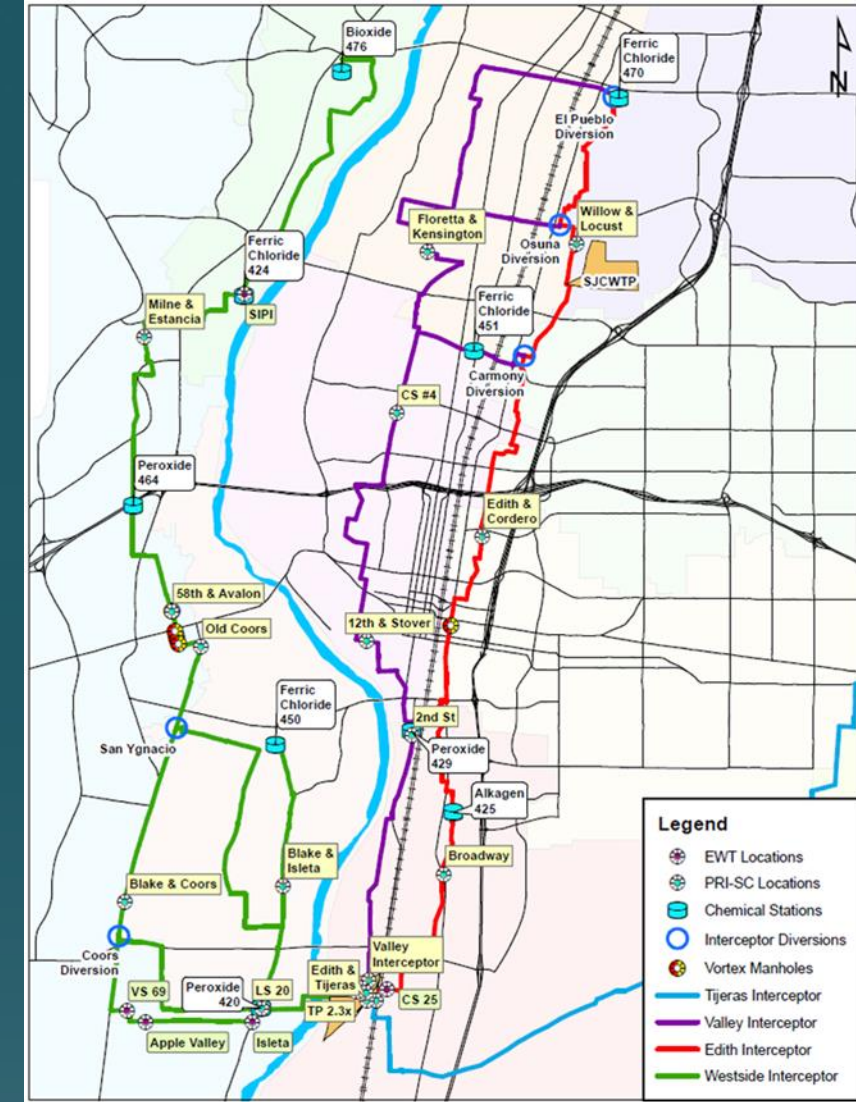 Bioxide
476
Ferric
Chloride
470
N
El Pueblo
Diversion
Floretta &
Kensington
Willow &
Locust
Osuna
Diversion
Ferric
Chloride
424
SJCWTP
Milne &
Estancia
SIPI
Ferric
Chloride
451
Carmony
Diversion
CS #4
Peroxide
464
Edith &
Cordero
58th & Avalon
Old Coors
12th & Stover
Ferric
Chloride
450
2nd St
San Ygnacio
Peroxide
429
Alkagen
425
Blake &
Isleta
Broadway
Blake & Coors
Coors
Diversion
Valley
Interceptor
Edith &
Tijeras
VS 69
Peroxide
420
LS 20
TP 2.3x
CS 25
Apple Valley
Isleta
Legend
EWT Locations
PRI-SC Locations
Chemical Stations
Interceptor Diversions
Vortex Manholes
Tijeras Interceptor
Valley Interceptor
Edith Interceptor
Westside Interceptor